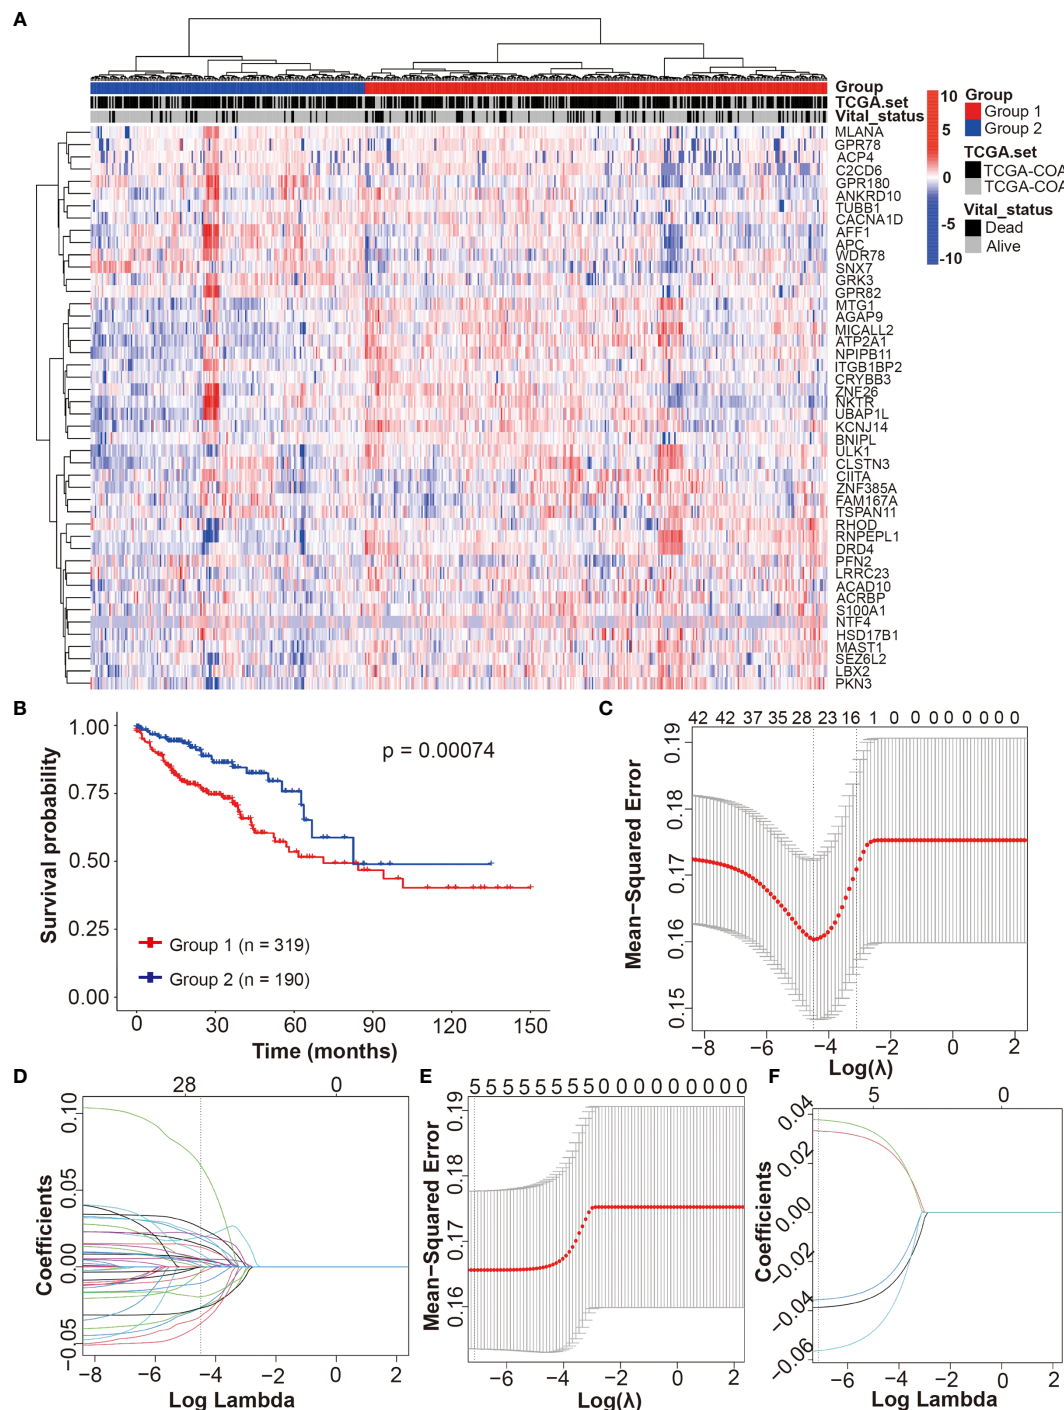 A
Group
TCGA.set
Vital_status
MLANA
GPR78
ACP4
C2CD6
GPR180
ANKRD10
TUBB1
CACNA1D
AFF1
APC
WDR78
SNX7
GRK3
GPR82
MTG1
AGAP9
MICALL2
ATP2A1
NPIPB11
ITGB1BP2
CRYBB3
ZNF26
NKTR
UBAP1L
KCNJ14
BNIPL
ULK1
CLSTN3
CIITA
ZNF385A
FAM167A
TSPAN11
RHOD
RNPEPL1
DRD4
PFN2
LRRC23
ACAD10
ACRBP
S100A1
NTF4
HSD17B1
MAST1
SEZ6L2
LBX2
PKN3
10
5
0
-5
-10
Group
Group 1
Group 2
TCGA.set
TCGA-COA
TCGA-COA
Vital_status
Dead
Alive
B
Survival probability
1.00
0.75
0.50
0.25
0.00
p = 0.00074
Group 1 (n = 319)
Group 2 (n = 190)
0 30 60 90 120 150
Time (months)
C
42 42 37 35 28 23 16 1 0 0 0 0 0 0 0 0
Mean-Squared Error
0.19
0.18
0.17
0.16
0.15
−8 −6 −4 −2 0 2
Log(λ)
D
28 0
Coefficients
0.10
0.05
0.00
−0.05
−8 −6 −4 −2 0 2
Log Lambda
E
5 5 5 5 5 5 5 5 5 0 0 0 0 0 0 0 0 0 0
Mean-Squared Error
0.19
0.18
0.17
0.16
−6 −4 −2 0 2
Log(λ)
F
5 0
Coefficients
0.04
0.02
0.00
−0.02
−0.04
−0.06
−6 −4 −2 0 2
Log Lambda